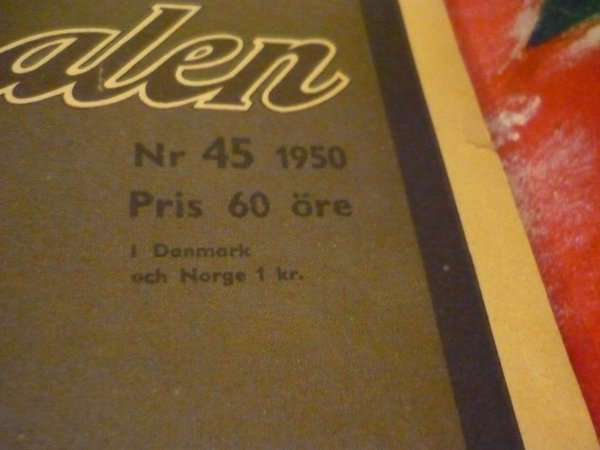 alen
Nr 45 1950
Pris 60 öre
I Danmark
och Norge 1 kr.